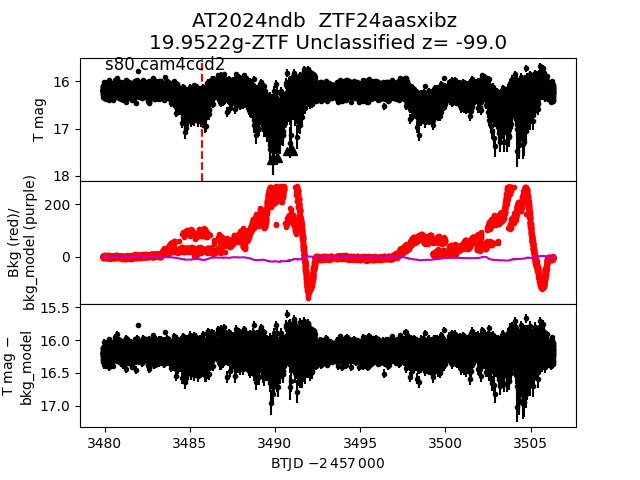 AT2024ndb  ZTF24aasxibz
19.9522g-ZTF Unclassified z= -99.0
s80 cam4ccd2
T mag
16
17
18
Bkg (red)/
bkg_model (purple)
200
0
T mag −
bkg_model
15.5
16.0
16.5
17.0
3480 3485 3490 3495 3500 3505
BTJD −2 457 000